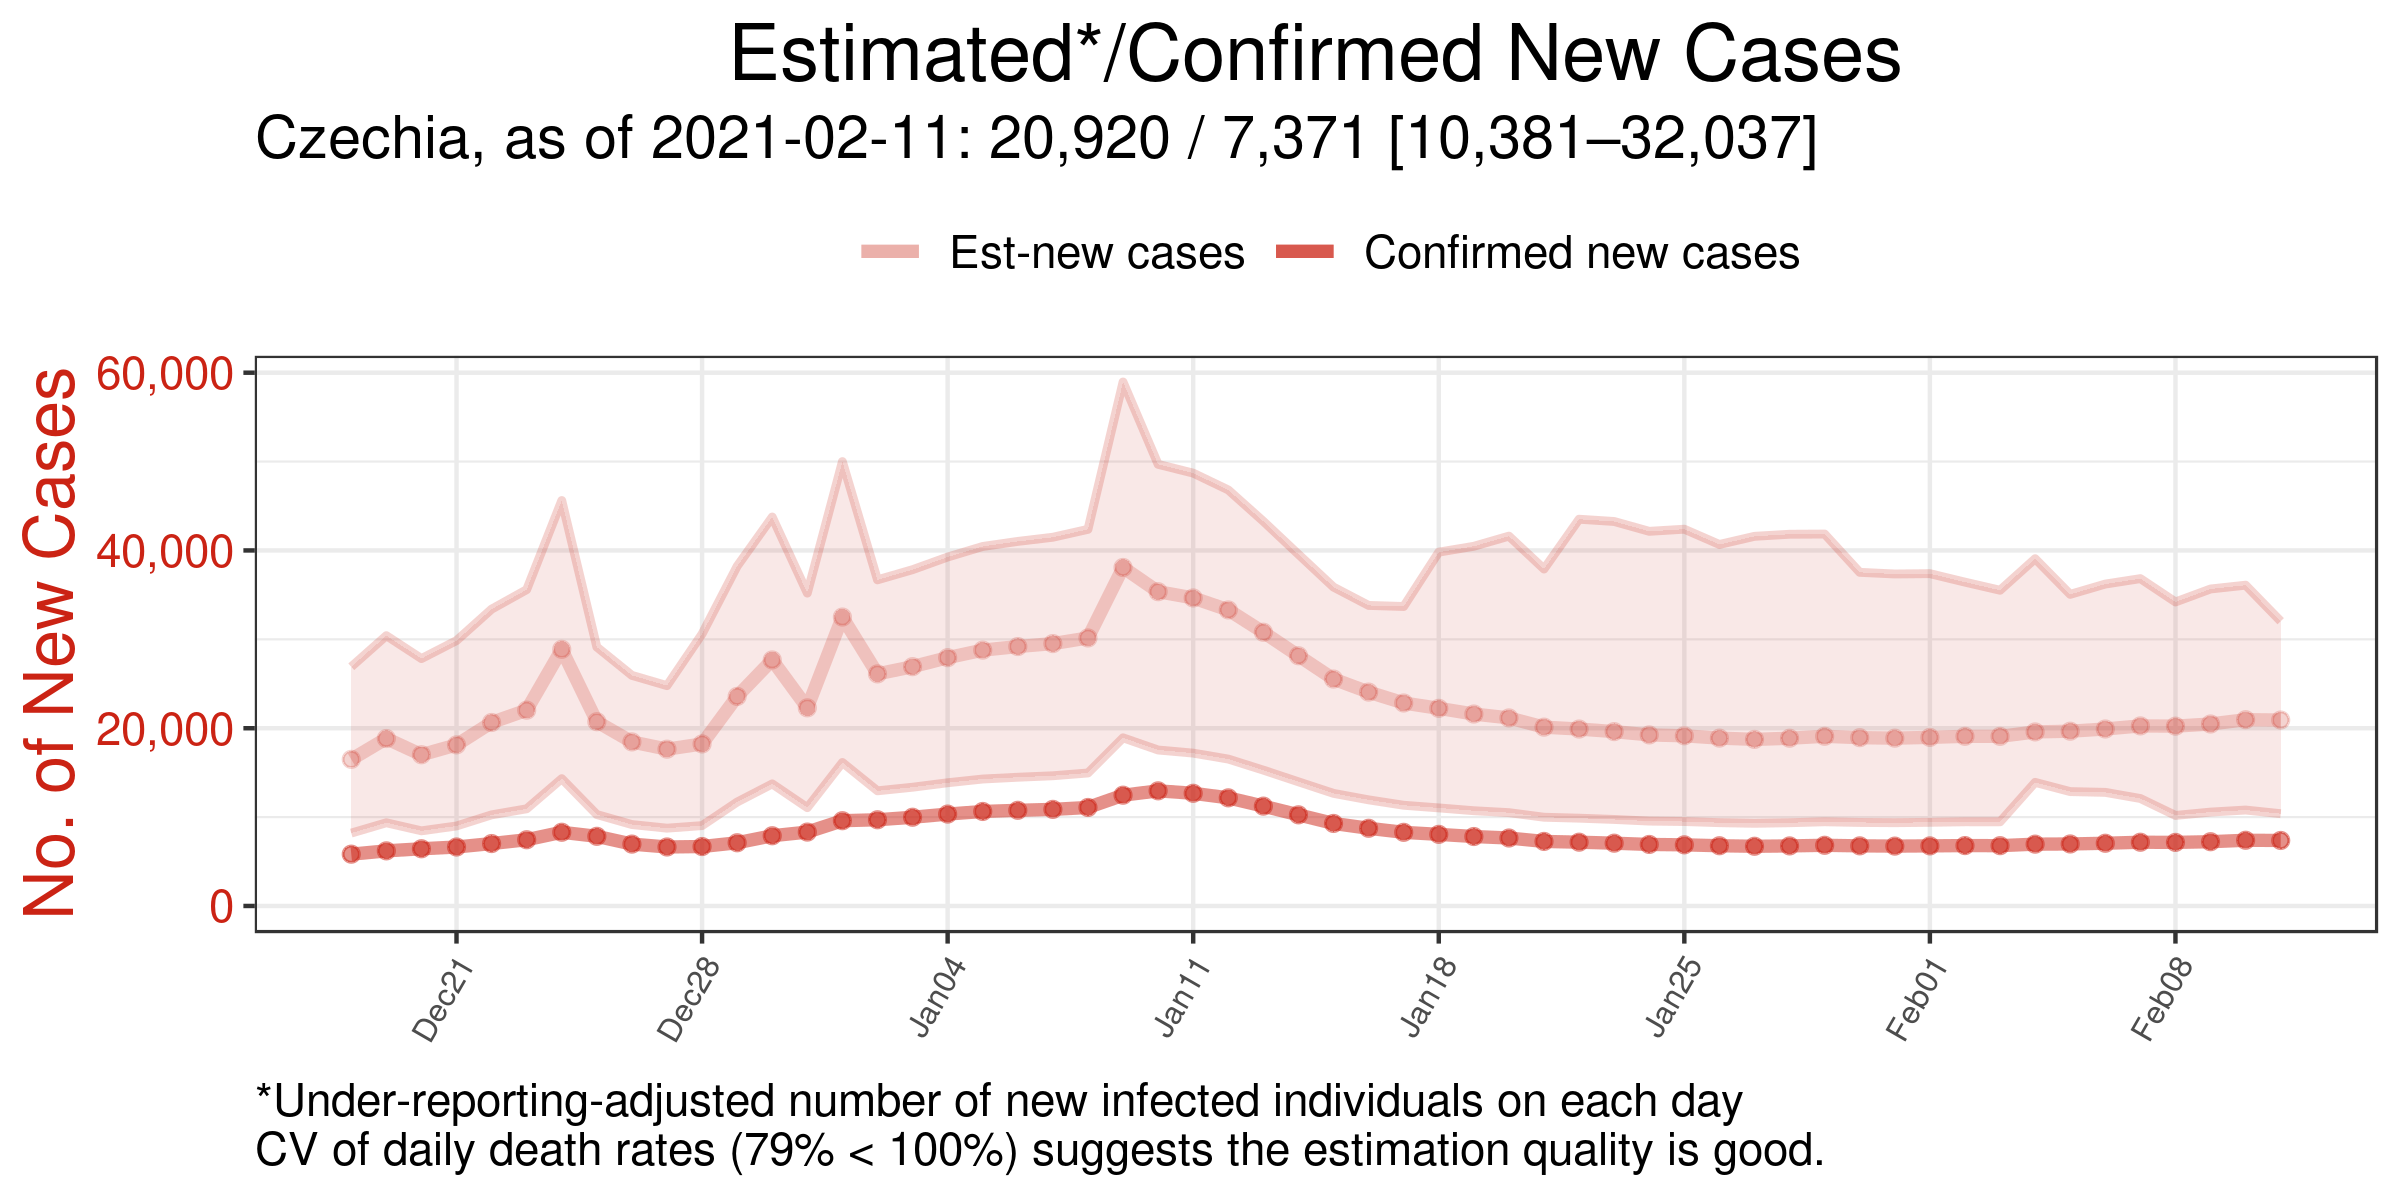 Estimated*/Confirmed New Cases
Czechia, as of 2021-02-11: 20,920 / 7,371 [10,381–32,037]
Est-new cases
Confirmed new cases
No. of New Cases
60,000
40,000
20,000
0
Dec21
Dec28
Jan04
Jan11
Jan18
Jan25
Feb01
Feb08
*Under-reporting-adjusted number of new infected individuals on each day
CV of daily death rates (79% < 100%) suggests the estimation quality is good.